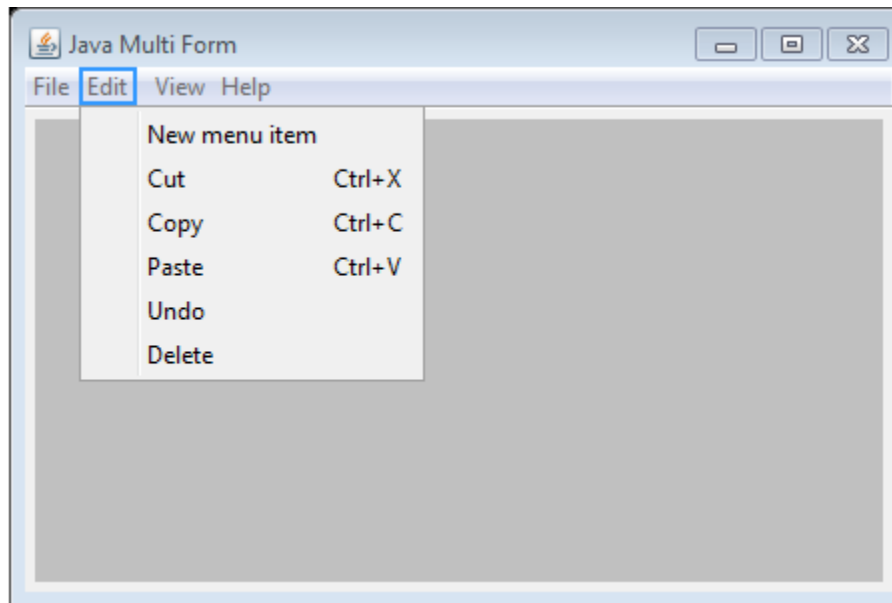 Java Multi Form
File Edit View Help
New menu item
Cut Ctrl+X
Copy Ctrl+C
Paste Ctrl+V
Undo
Delete